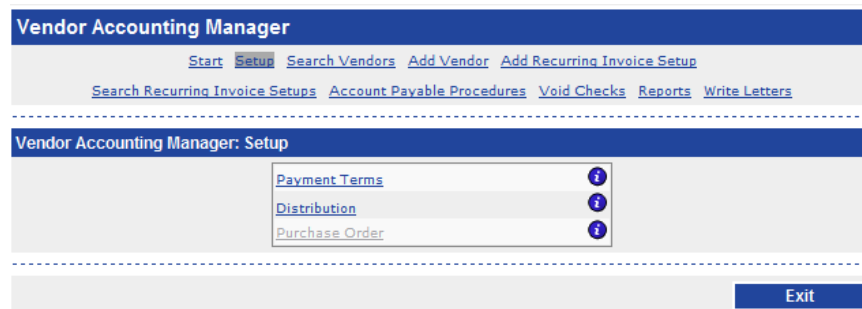 Vendor Accounting Manager
Start Setup Search Vendors Add Vendor Add Recurring Invoice Setup
Search Recurring Invoice Setups Account Payable Procedures Void Checks Reports Write Letters
Vendor Accounting Manager: Setup
Payment Terms i
Distribution i
Purchase Order i
Exit